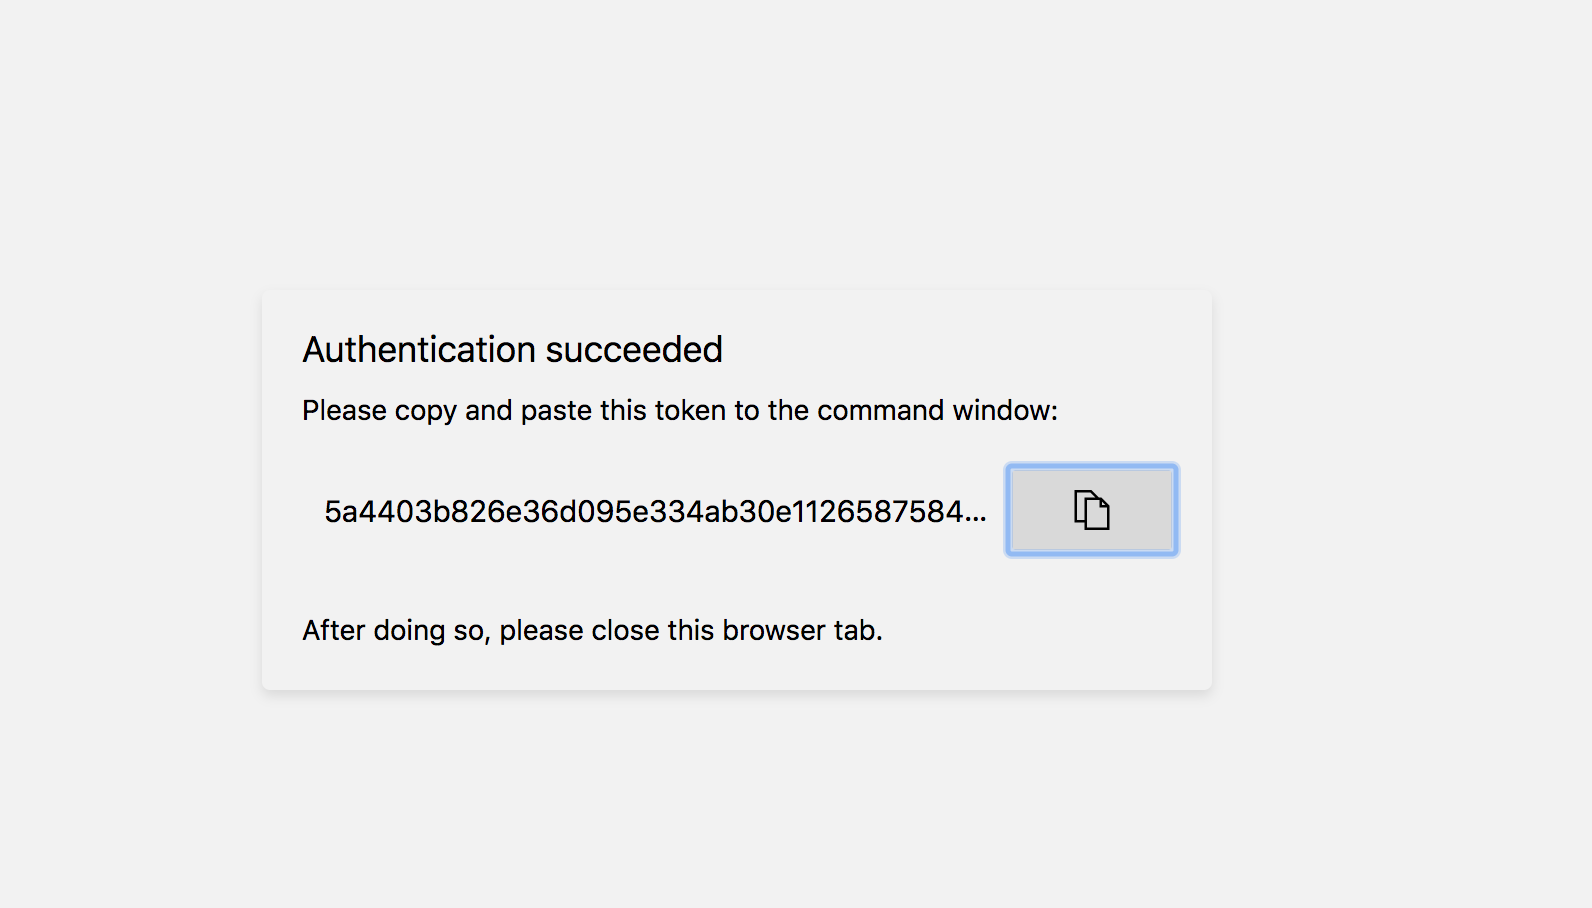 Authentication succeeded
Please copy and paste this token to the command window:
5a4403b826e36d095e334ab30e1126587584...
After doing so, please close this browser tab.